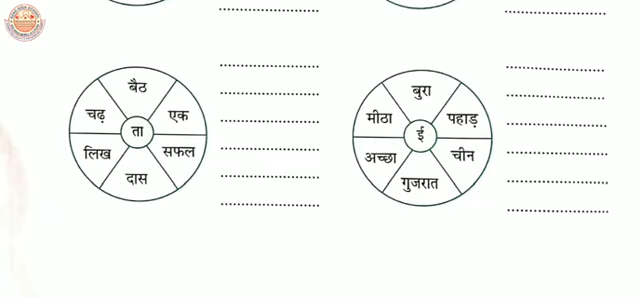 बैठ
चढ़ एक
ता
लिख सफल
दास
बुरा
मीठा पहाड़
ई
अच्छा चीन
गुजरात